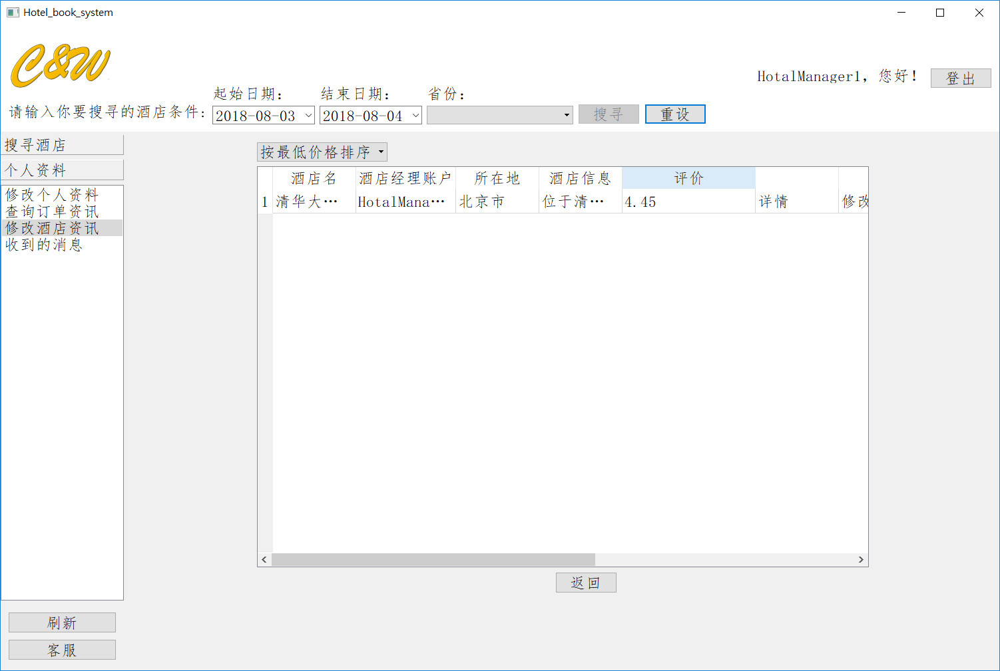 Hotel_book_system
C&W
HotalManager1，您好！ 登出
起始日期： 结束日期： 省份：
请输入你要搜寻的酒店条件： 2018-08-03 2018-08-04 搜寻 重设
搜寻酒店
个人资料
修改个人资料
查询订单资讯
修改酒店资讯
收到的消息
按最低价格排序
酒店名 酒店经理账户 所在地 酒店信息 评价
1 清华大… HotalMana… 北京市 位于清… 4.45 详情 修改
返回
刷新
客服